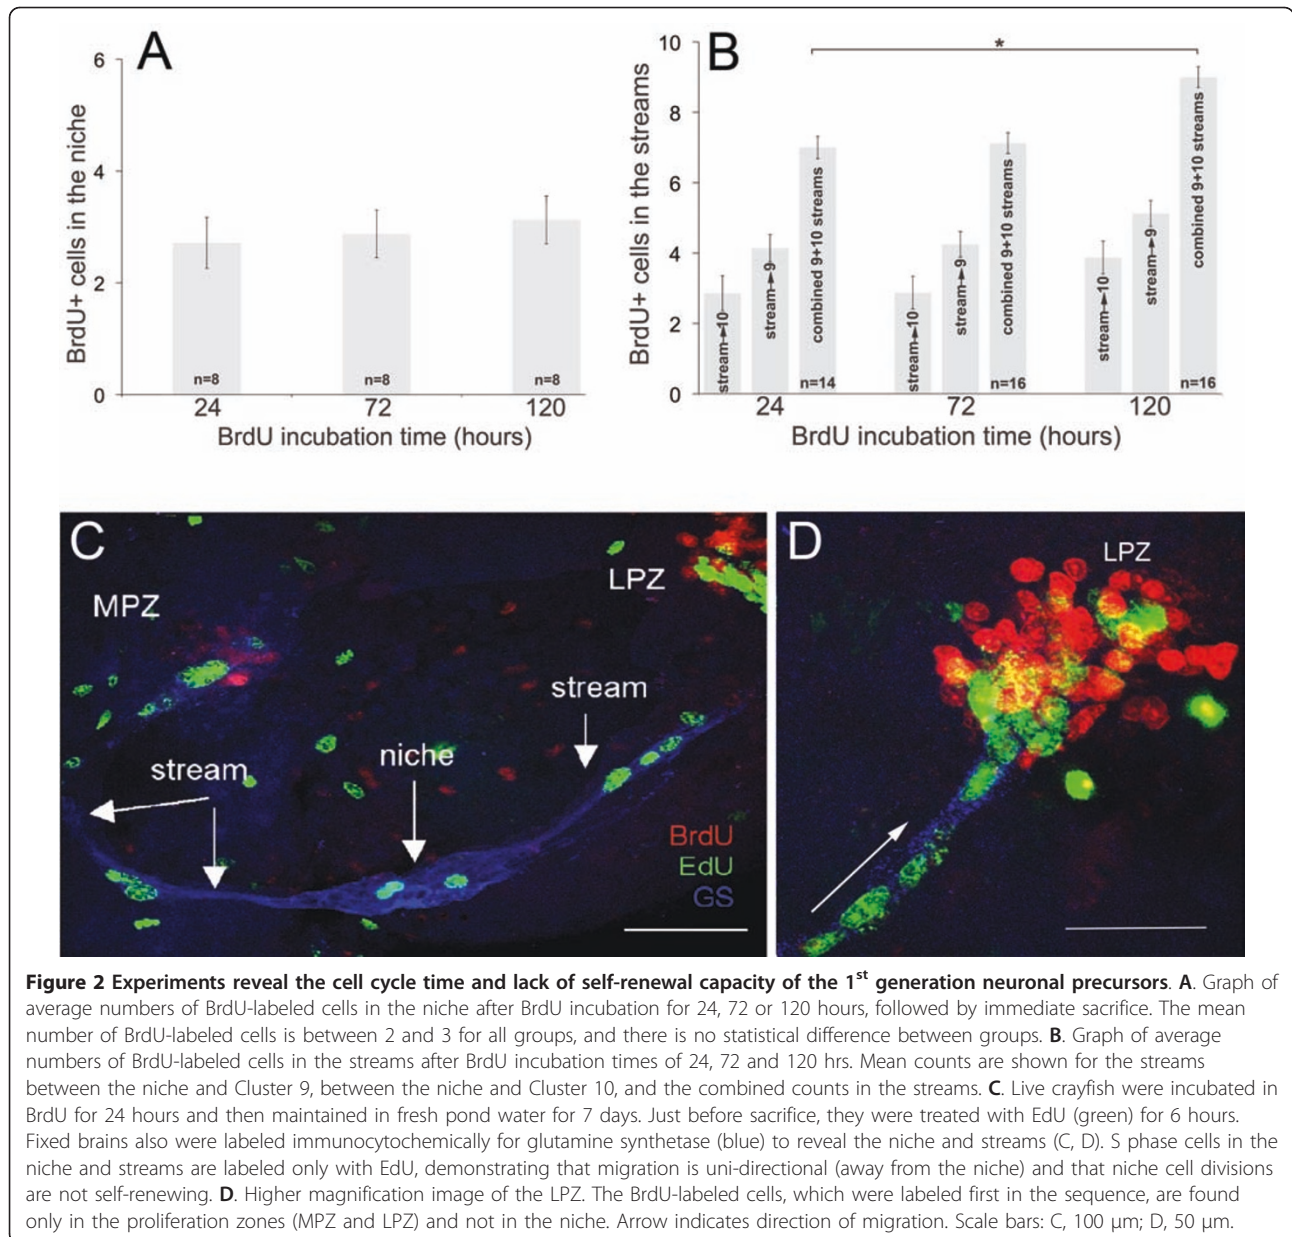 A
BrdU+ cells in the niche
6
4
2
0
n=8
n=8
n=8
24
72
120
BrdU incubation time (hours)
B
*
BrdU+ cells in the streams
10
8
6
4
2
0
stream→10
stream→9
combined 9+10 streams
n=14
stream→10
stream→9
combined 9+10 streams
n=16
stream→10
stream→9
combined 9+10 streams
n=16
24
72
120
BrdU incubation time (hours)
C
MPZ
LPZ
stream
niche
stream
BrdU
EdU
GS
D
LPZ
Figure 2 Experiments reveal the cell cycle time and lack of self-renewal capacity of the 1st generation neuronal precursors. A. Graph of
average numbers of BrdU-labeled cells in the niche after BrdU incubation for 24, 72 or 120 hours, followed by immediate sacrifice. The mean
number of BrdU-labeled cells is between 2 and 3 for all groups, and there is no statistical difference between groups. B. Graph of average
numbers of BrdU-labeled cells in the streams after BrdU incubation times of 24, 72 and 120 hrs. Mean counts are shown for the streams
between the niche and Cluster 9, between the niche and Cluster 10, and the combined counts in the streams. C. Live crayfish were incubated in
BrdU for 24 hours and then maintained in fresh pond water for 7 days. Just before sacrifice, they were treated with EdU (green) for 6 hours.
Fixed brains also were labeled immunocytochemically for glutamine synthetase (blue) to reveal the niche and streams (C, D). S phase cells in the
niche and streams are labeled only with EdU, demonstrating that migration is uni-directional (away from the niche) and that niche cell divisions
are not self-renewing. D. Higher magnification image of the LPZ. The BrdU-labeled cells, which were labeled first in the sequence, are found
only in the proliferation zones (MPZ and LPZ) and not in the niche. Arrow indicates direction of migration. Scale bars: C, 100 μm; D, 50 μm.